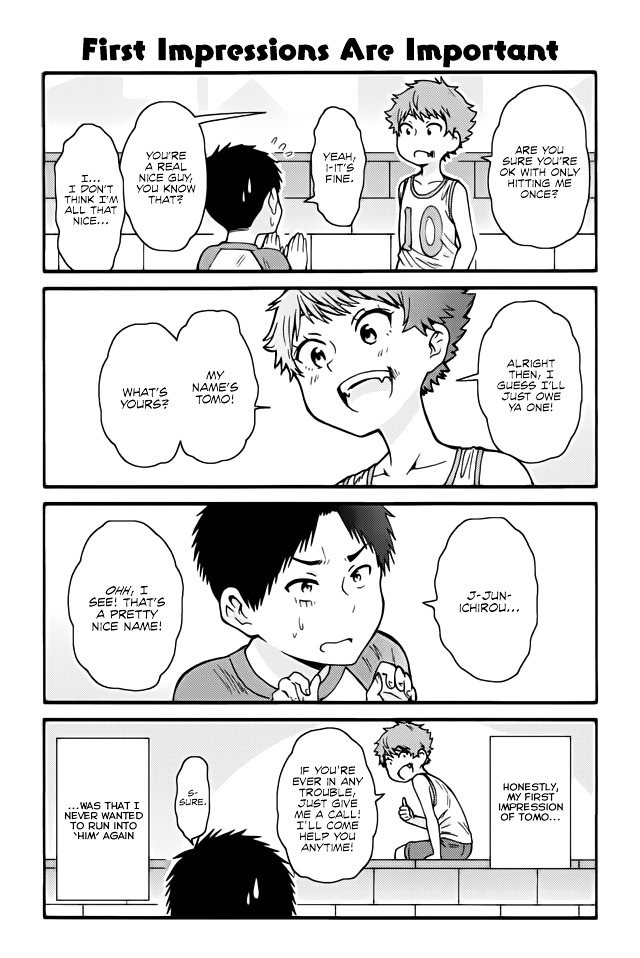 First Impressions Are Important
ARE YOU
SURE YOU'RE
OK WITH ONLY
HITTING ME
ONCE?
10
YEAH,
I-IT'S
FINE.
YOU'RE
A REAL
NICE GUY,
YOU KNOW
THAT?
I...
I DON'T
THINK I'M
ALL THAT
NICE...
ALRIGHT
THEN, I
GUESS I'LL
JUST OWE
YA ONE!
MY
NAME'S
TOMO!
WHAT'S
YOURS?
J-JUN-
ICHIROU...
OHH, I
SEE! THAT'S
A PRETTY
NICE NAME!
HONESTLY,
MY FIRST
IMPRESSION
OF TOMO...
IF YOU'RE
EVER IN ANY
TROUBLE,
JUST GIVE
ME A CALL!
I'LL COME
HELP YOU
ANYTIME!
S-
SURE.
...WAS THAT I
NEVER WANTED
TO RUN INTO
'HIM' AGAIN